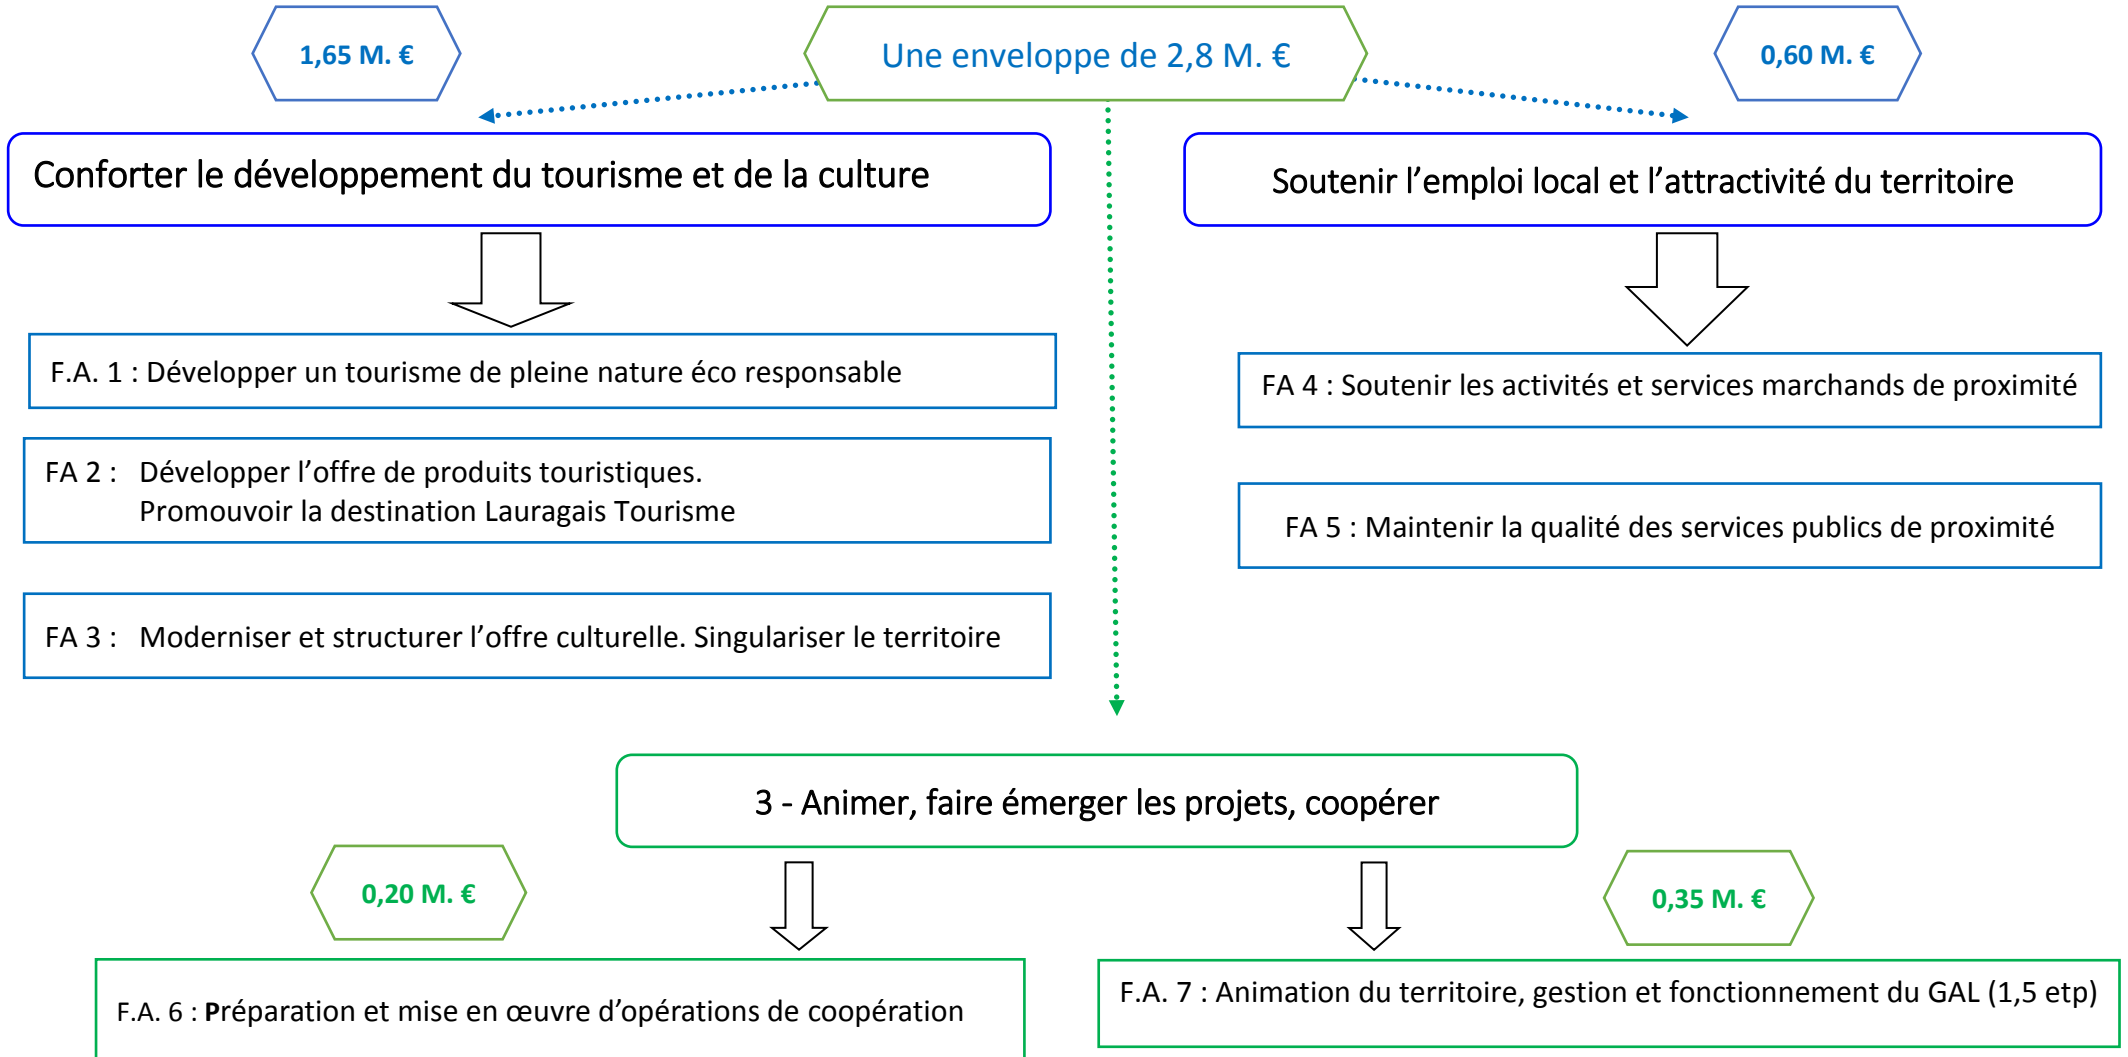 1,65 M. €
Une enveloppe de 2,8 M. €
0,60 M. €
Conforter le développement du tourisme et de la culture
Soutenir l’emploi local et l’attractivité du territoire
F.A. 1 : Développer un tourisme de pleine nature éco responsable
FA 2 : Développer l’offre de produits touristiques.
Promouvoir la destination Lauragais Tourisme
FA 3 : Moderniser et structurer l’offre culturelle. Singulariser le territoire
FA 4 : Soutenir les activités et services marchands de proximité
FA 5 : Maintenir la qualité des services publics de proximité
3 - Animer, faire émerger les projets, coopérer
0,20 M. €
0,35 M. €
F.A. 6 : Préparation et mise en œuvre d’opérations de coopération
F.A. 7 : Animation du territoire, gestion et fonctionnement du GAL (1,5 etp)